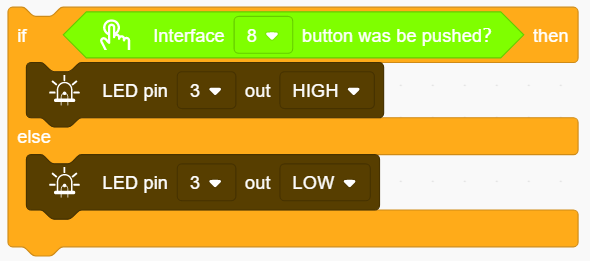 if Interface 8 button was be pushed? then
LED pin 3 out HIGH
else
LED pin 3 out LOW